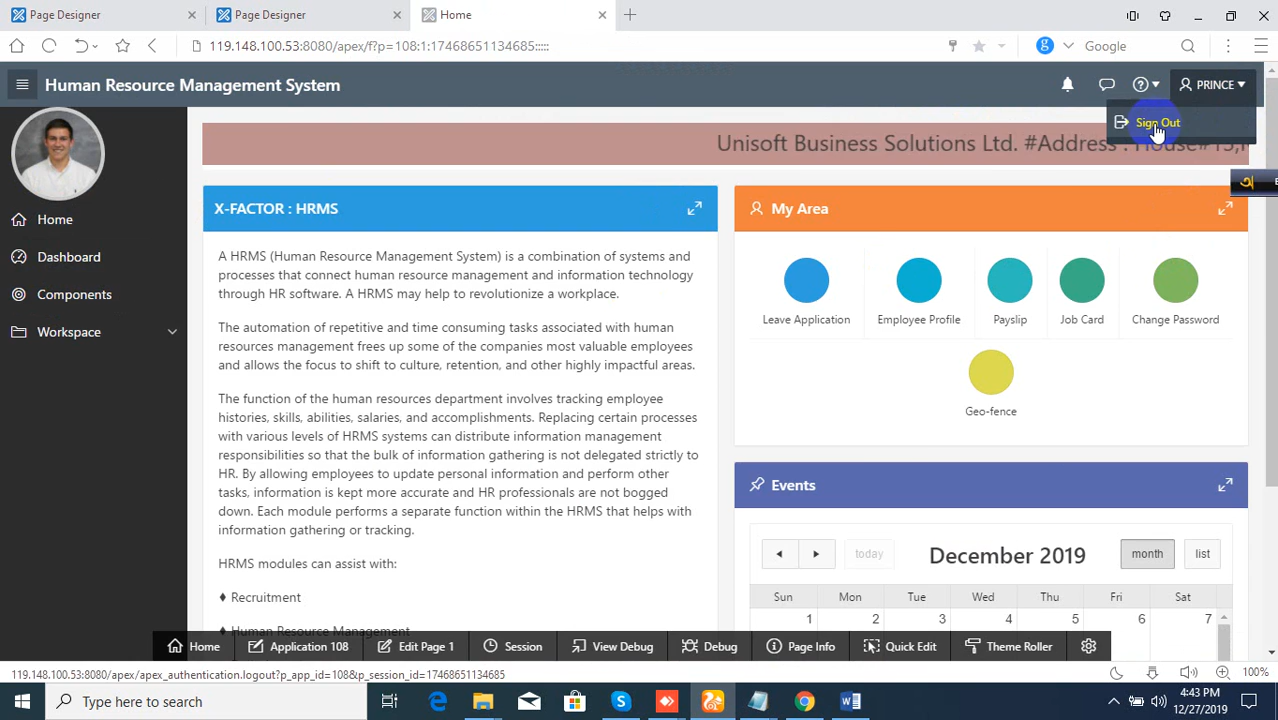 Page Designer
Page Designer
Home
119.148.100.53:8080/apex/f?p=108:1:17468651134685:::::
Google
Human Resource Management System
PRINCE
Sign Out
Unisoft Business Solutions Ltd. #Address :
Home
Dashboard
Components
Workspace
X-FACTOR : HRMS
A HRMS (Human Resource Management System) is a combination of systems and
processes that connect human resource management and information technology
through HR software. A HRMS may help to revolutionize a workplace.
The automation of repetitive and time consuming tasks associated with human
resources management frees up some of the companies most valuable employees
and allows the focus to shift to culture, retention, and other highly impactful areas.
The function of the human resources department involves tracking employee
histories, skills, abilities, salaries, and accomplishments. Replacing certain processes
with various levels of HRMS systems can distribute information management
responsibilities so that the bulk of information gathering is not delegated strictly to
HR. By allowing employees to update personal information and perform other
tasks, information is kept more accurate and HR professionals are not bogged
down. Each module performs a separate function within the HRMS that helps with
information gathering or tracking.
HRMS modules can assist with:
♦ Recruitment
♦ Human Resource Management
My Area
Leave Application
Employee Profile
Payslip
Job Card
Change Password
Geo-fence
Events
today
December 2019
month
list
Sun Mon Tue Wed Thu Fri Sat
1 2 3 4 5 6 7
Home
Application 108
Edit Page 1
Session
View Debug
Debug
Page Info
Quick Edit
Theme Roller
119.148.100.53:8080/apex/apex_authentication.logout?p_app_id=108&p_session_id=17468651134685
100%
Type here to search
4:43 PM
12/27/2019